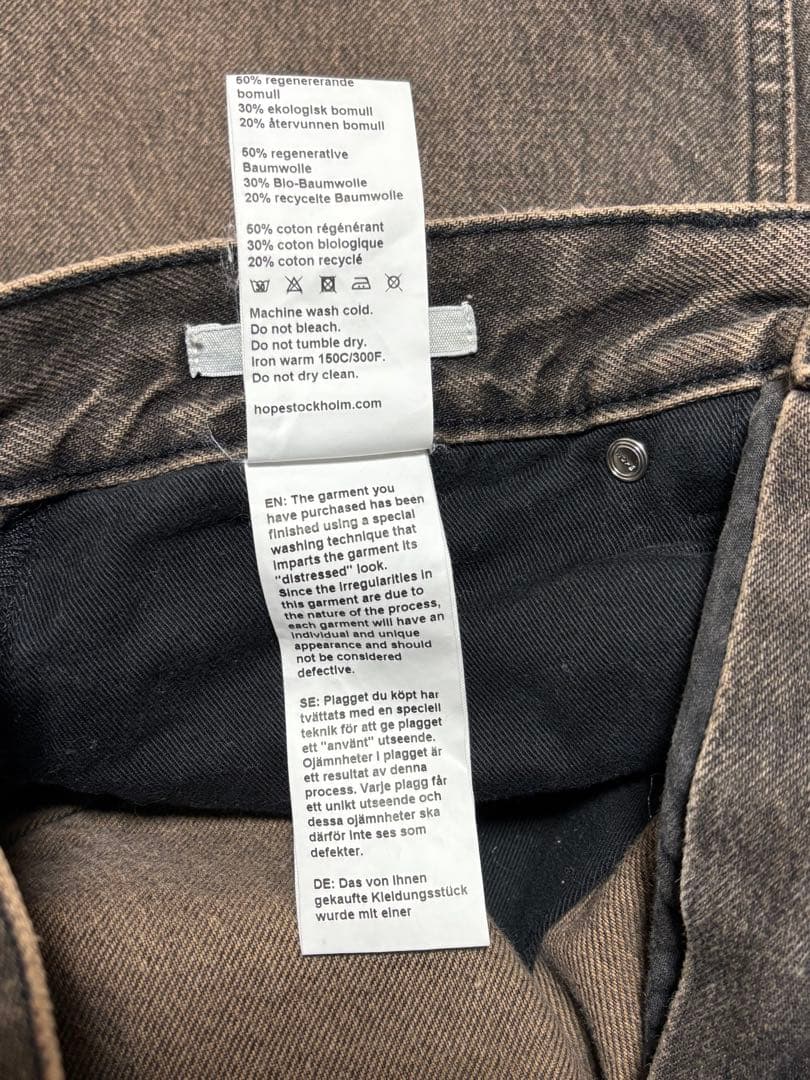 50% regenererande
bomull
30% ekologisk bomull
20% återvunnen bomull
50% regenerative
Baumwolle
30% Bio-Baumwolle
20% recycelte Baumwolle
50% coton régénérant
30% coton biologique
20% coton recyclé
Machine wash cold.
Do not bleach.
Do not tumble dry.
Iron warm 150C/300F.
Do not dry clean.
hopestockholm.com
EN: The garment you
have purchased has been
finished using a special
washing technique that
imparts the garment its
"distressed" look.
Since the irregularities in
this garment are due to
the nature of the process,
each garment will have an
individual and unique
appearance and should
not be considered
defective.
SE: Plagget du köpt har
tvättats med en speciell
teknik för att ge plagget
ett "använt" utseende.
Ojämnheter i plagget är
ett resultat av denna
process. Varje plagg får
ett unikt utseende och
dessa ojämnheter ska
därför inte ses som
defekter.
DE: Das von Ihnen
gekaufte Kleidungsstück
wurde mit einer